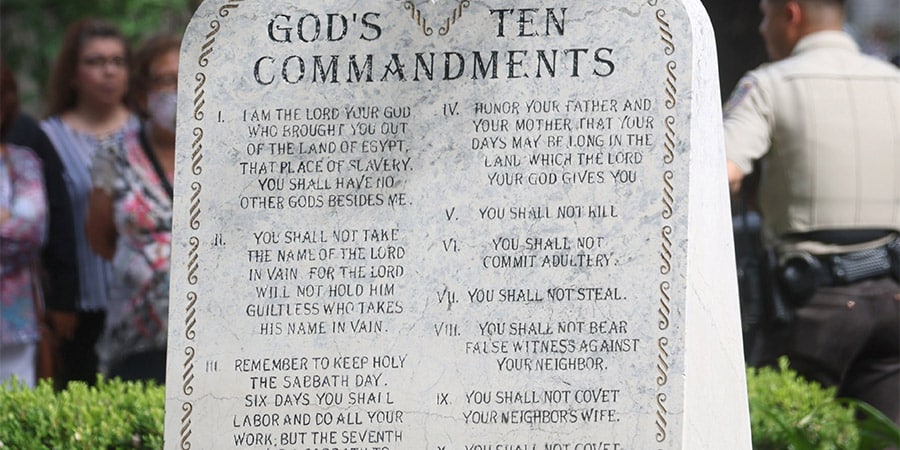 GOD'S TEN
COMMANDMENTS
I. I AM THE LORD YOUR GOD
WHO BROUGHT YOU OUT
OF THE LAND OF EGYPT,
THAT PLACE OF SLAVERY.
YOU SHALL HAVE NO
OTHER GODS BESIDES ME.
II. YOU SHALL NOT TAKE
THE NAME OF THE LORD
IN VAIN FOR THE LORD
WILL NOT HOLD HIM
GUILTLESS WHO TAKES
HIS NAME IN VAIN.
III. REMEMBER TO KEEP HOLY
THE SABBATH DAY.
SIX DAYS YOU SHALL
LABOR AND DO ALL YOUR
WORK; BUT THE SEVENTH
SABBATH TO
IV. HONOR YOUR FATHER AND
YOUR MOTHER THAT YOUR
DAYS MAY BE LONG IN THE
LAND WHICH THE LORD
YOUR GOD GIVES YOU
V. YOU SHALL NOT KILL
VI. YOU SHALL NOT
COMMIT ADULTERY.
VII. YOU SHALL NOT STEAL.
VIII. YOU SHALL NOT BEAR
FALSE WITNESS AGAINST
YOUR NEIGHBOR.
IX. YOU SHALL NOT COVET
YOUR NEIGHBOR'S WIFE.
X. YOU SHALL NOT COVET